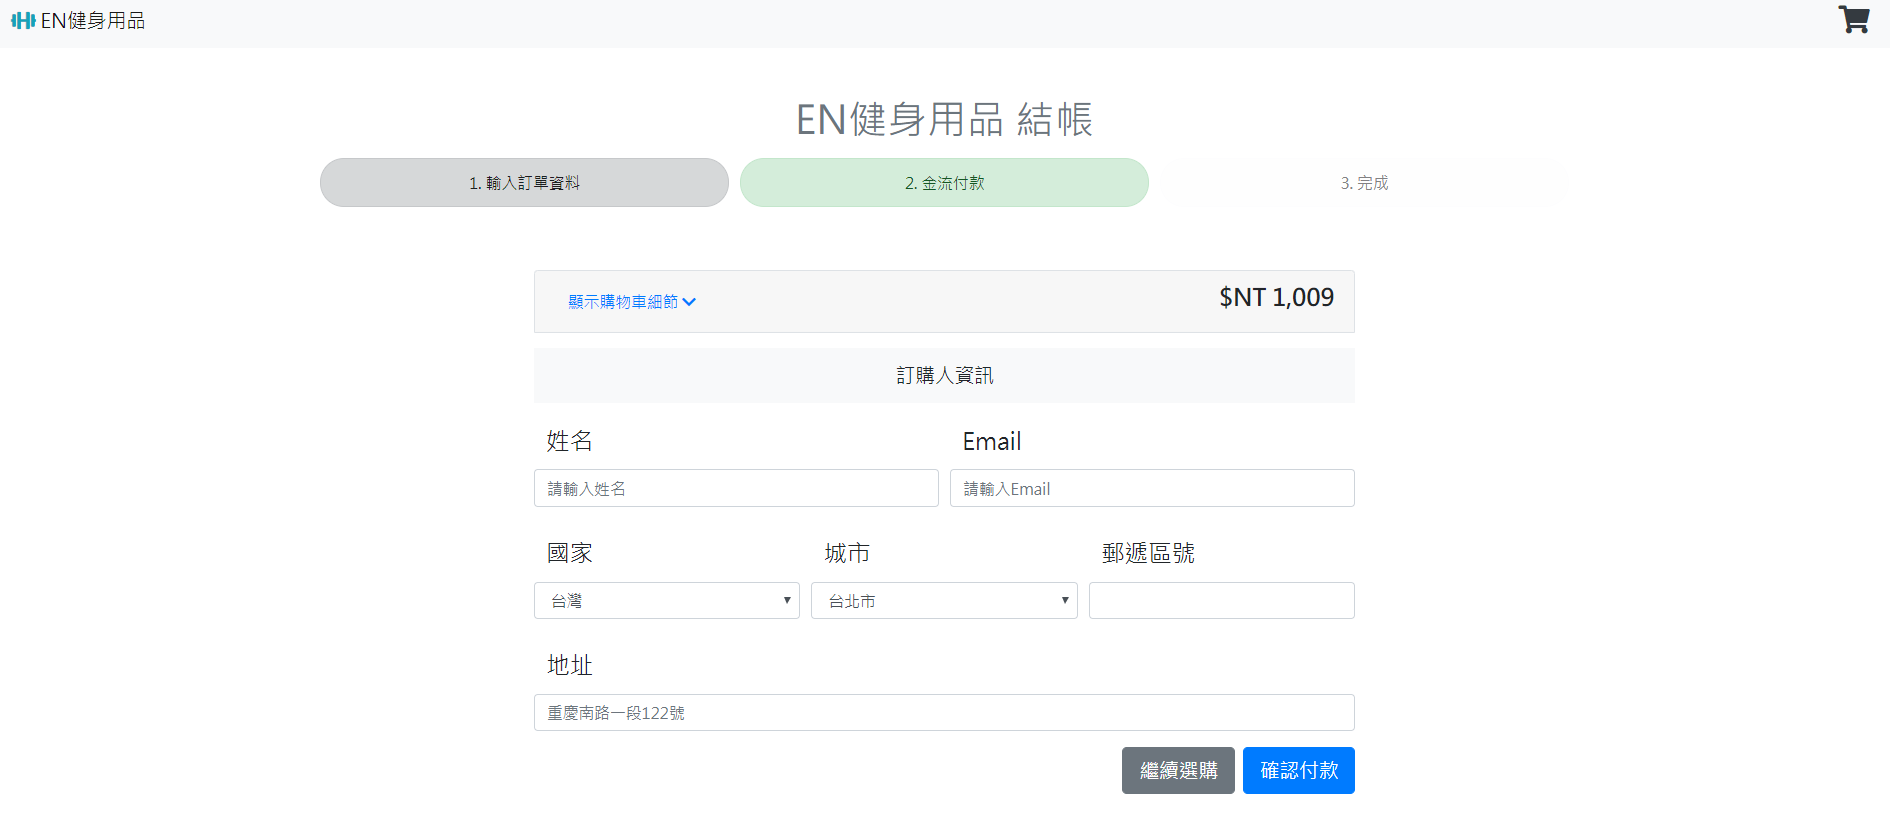 EN健身用品
EN健身用品 結帳
1. 輸入訂單資料
2. 金流付款
3. 完成
顯示購物車細節
$NT 1,009
訂購人資訊
姓名
Email
請輸入姓名
請輸入Email
國家
城市
郵遞區號
台灣
台北市
地址
重慶南路一段122號
繼續選購
確認付款